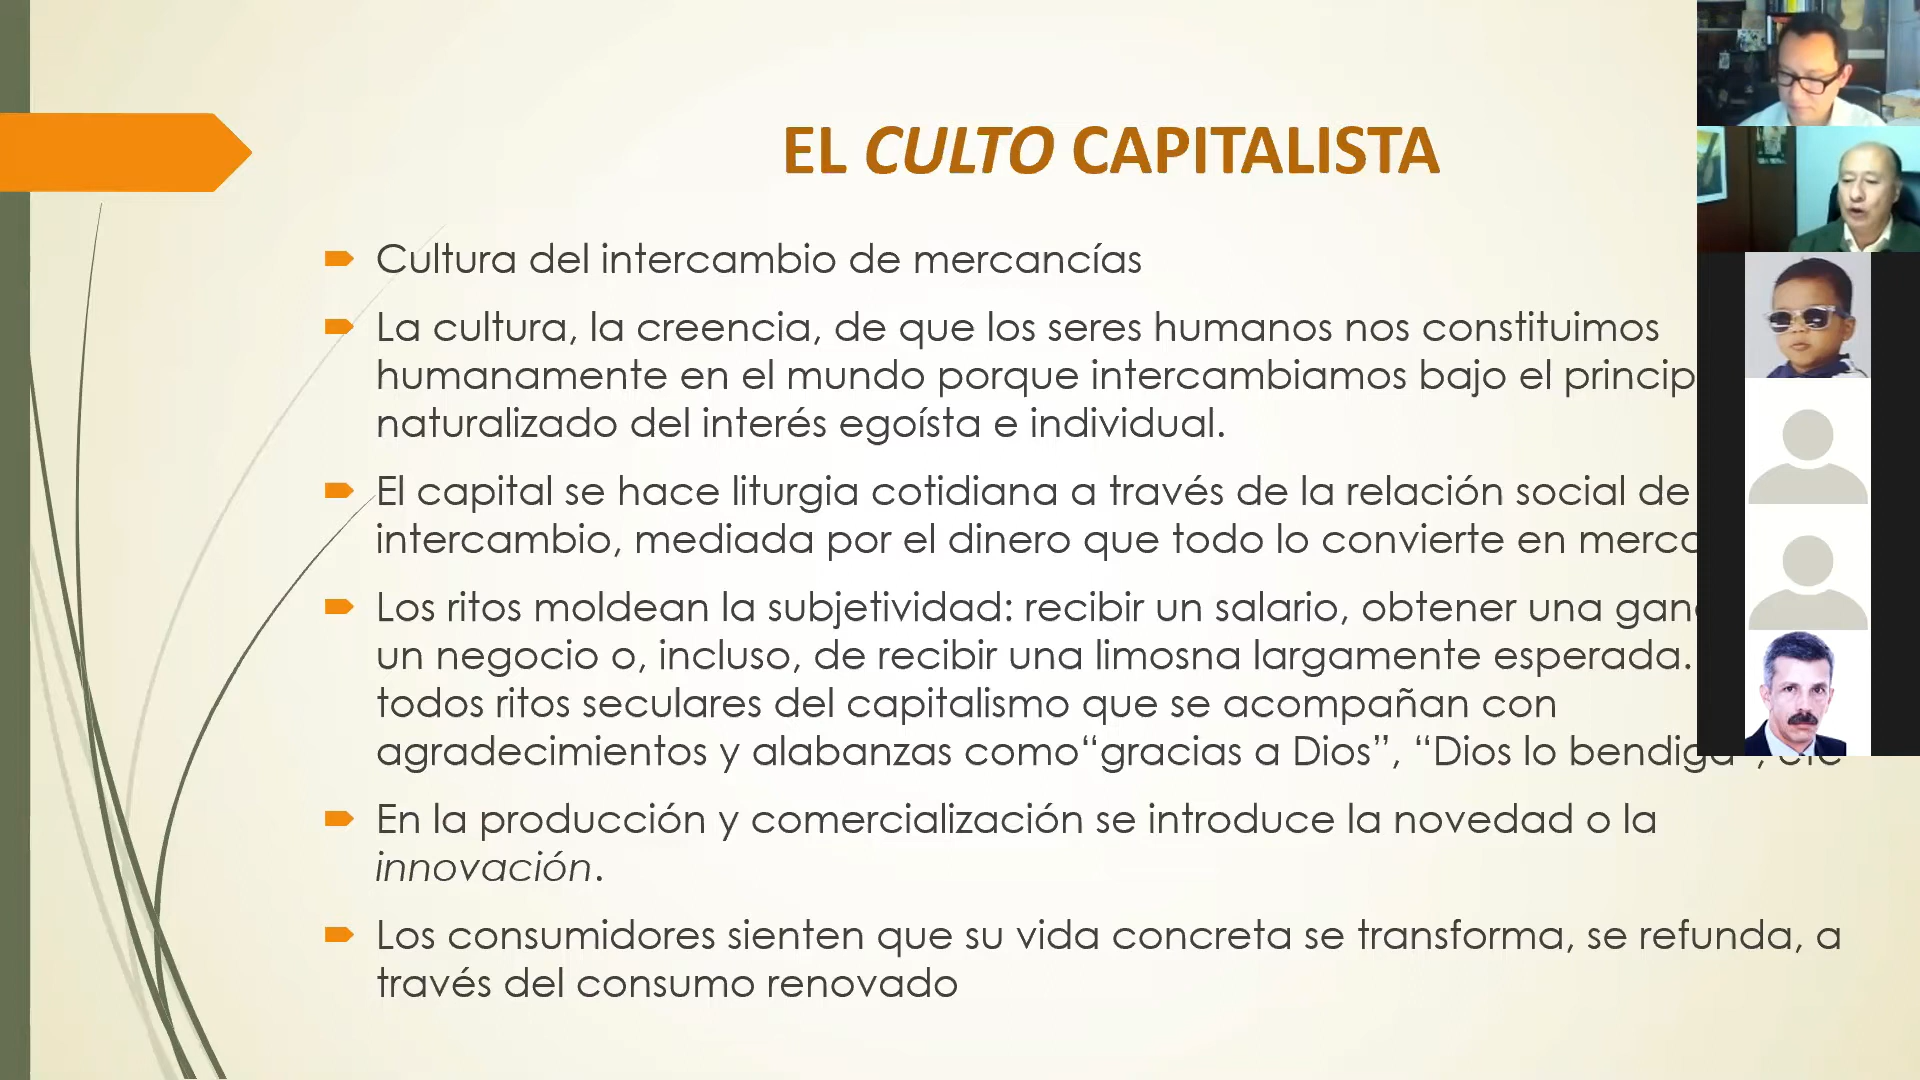 EL CULTO CAPITALISTA
Cultura del intercambio de mercancías
La cultura, la creencia, de que los seres humanos nos constituimos
humanamente en el mundo porque intercambiamos bajo el
naturalizado del interés egoísta e individual.
El capital se hace liturgia cotidiana a través de la relación social de
intercambio, mediada por el dinero que todo lo convierte en
Los ritos moldean la subjetividad: recibir un salario, obtener una
un negocio o, incluso, de recibir una limosna largamente esperada.
todos ritos seculares del capitalismo que se acompañan con
agradecimientos y alabanzas como“gracias a Dios”, “Dios lo bendiga”, etc
En la producción y comercialización se introduce la novedad o la
innovación.
Los consumidores sienten que su vida concreta se transforma, se refunda, a
través del consumo renovado